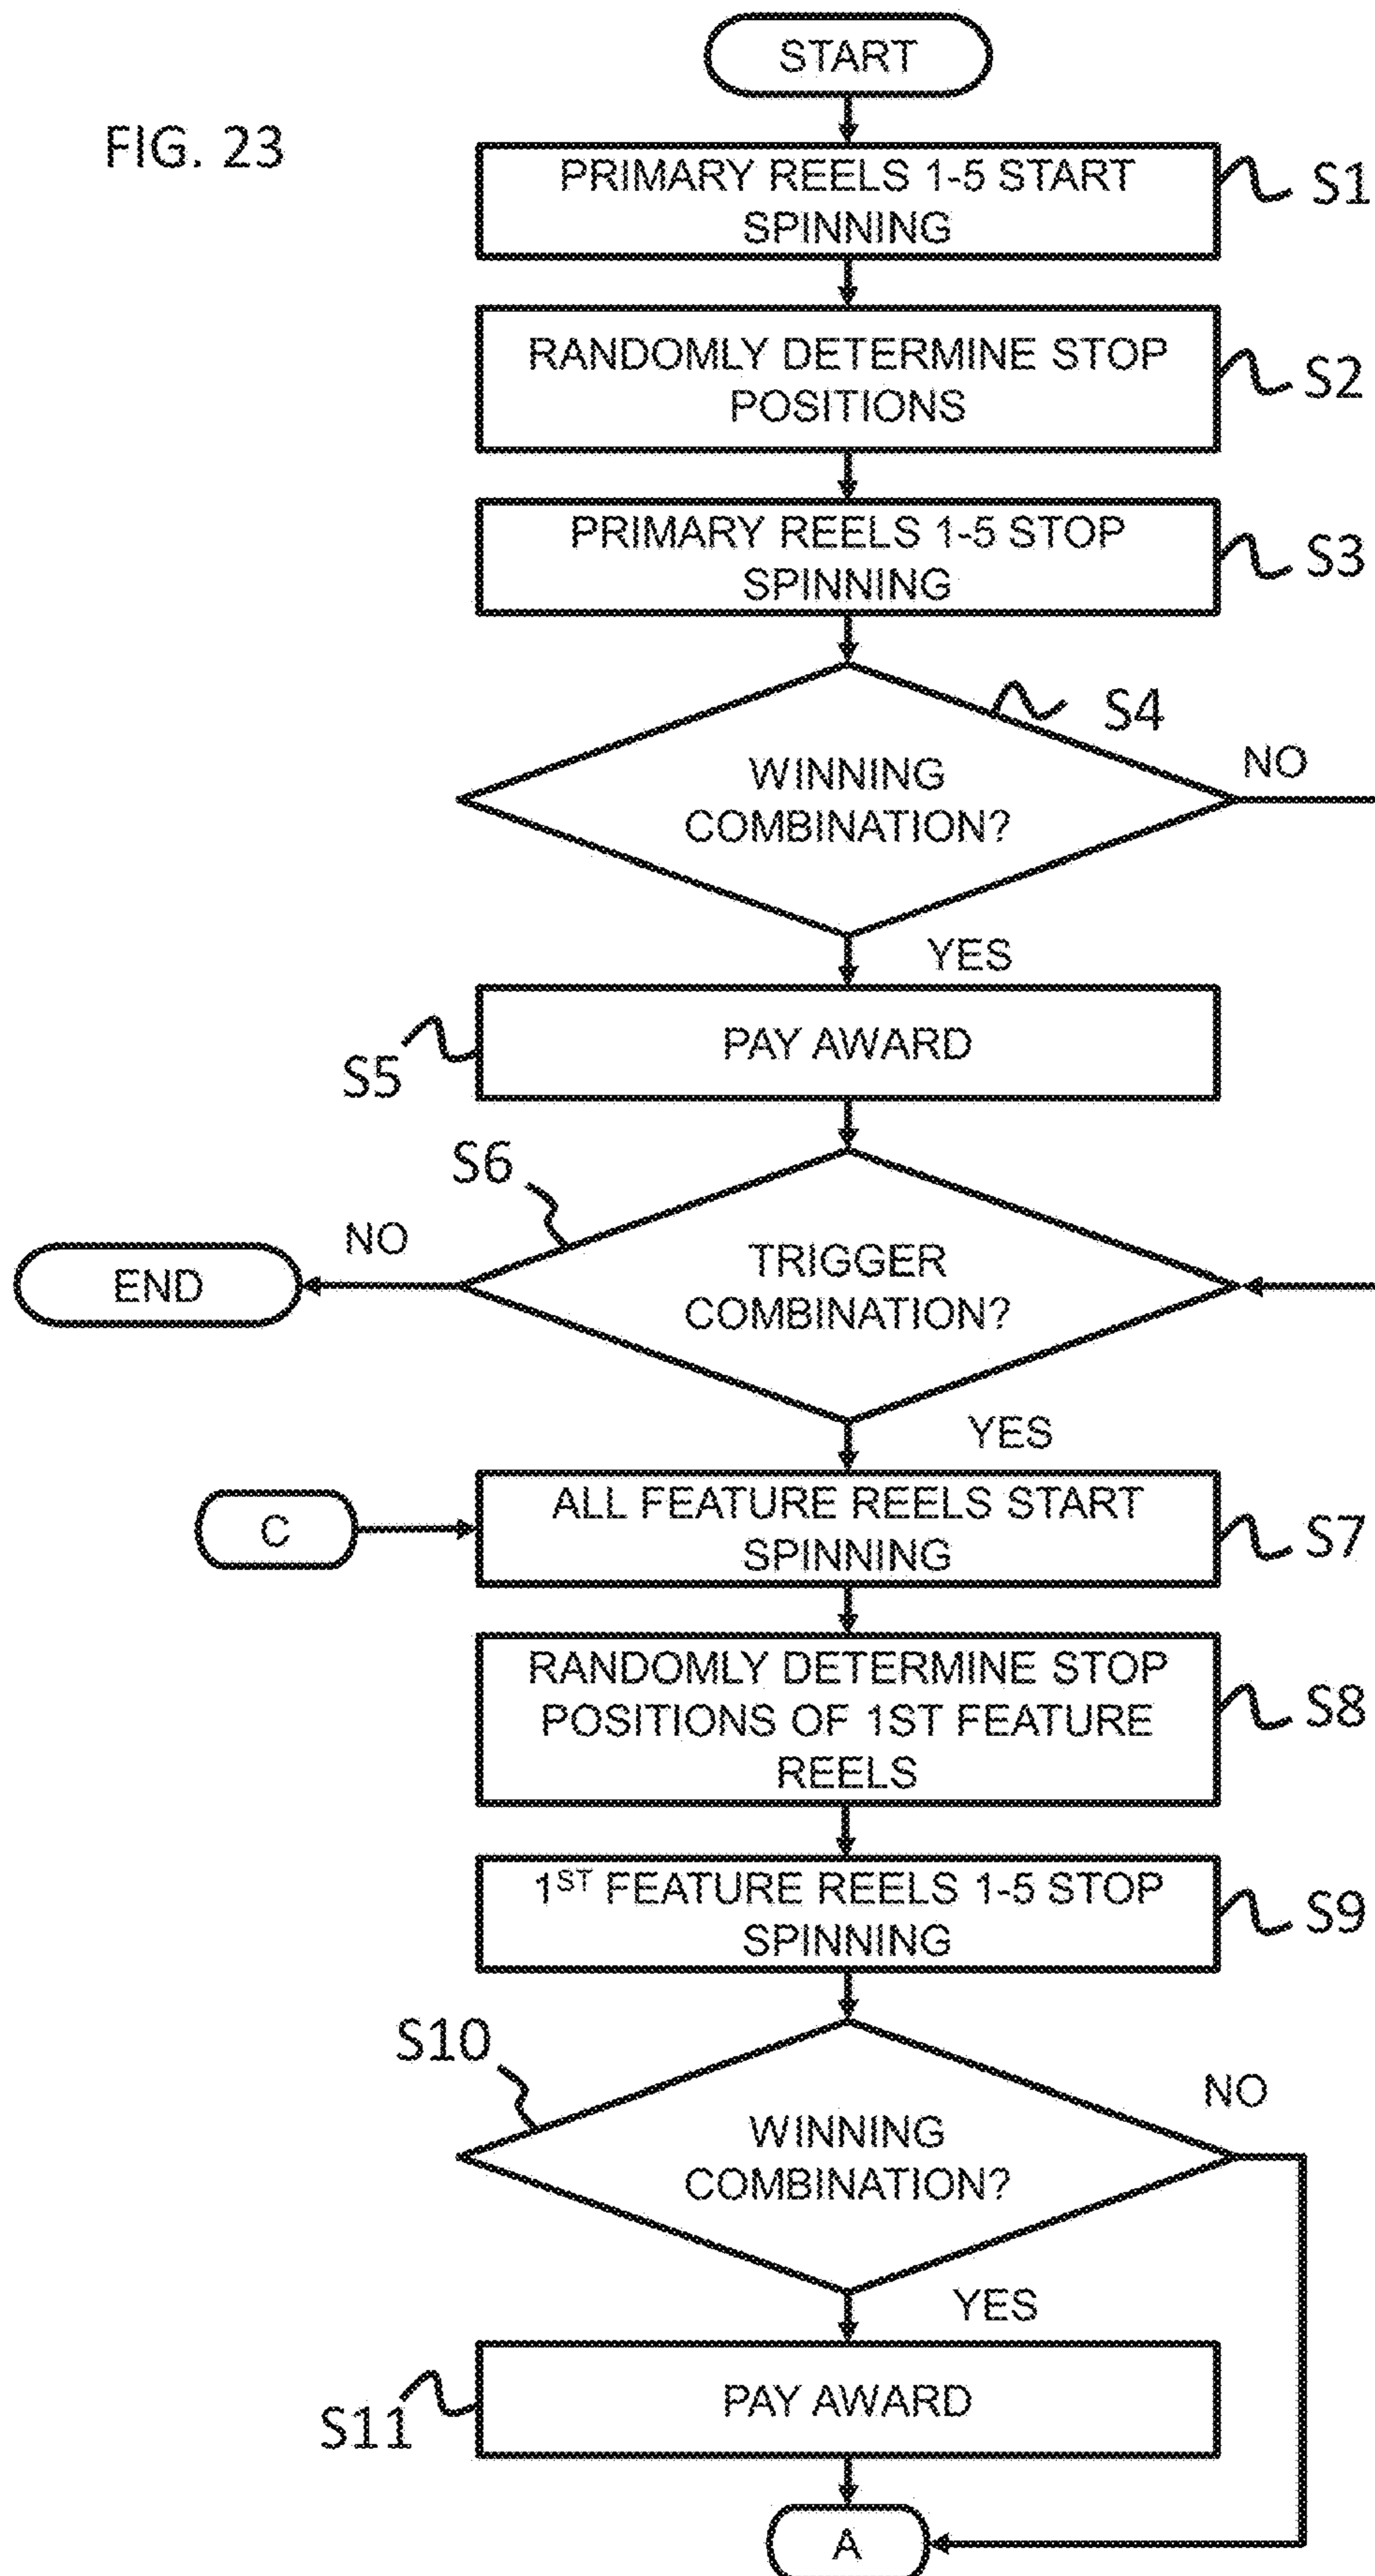 START
FIG. 23
PRIMARY REELS 1-5 START
SPINNING
S1
RANDOMLY DETERMINE STOP
POSITIONS
S2
PRIMARY REELS 1-5 STOP
SPINNING
S3
S4
WINNING
COMBINATION?
NO
YES
PAY AWARD
S5
S6
NO
END
TRIGGER
COMBINATION?
YES
C
ALL FEATURE REELS START
SPINNING
S7
RANDOMLY DETERMINE STOP
POSITIONS OF 1ST FEATURE
REELS
S8
1ST FEATURE REELS 1-5 STOP
SPINNING
S9
S10
NO
WINNING
COMBINATION?
YES
PAY AWARD
S11
A